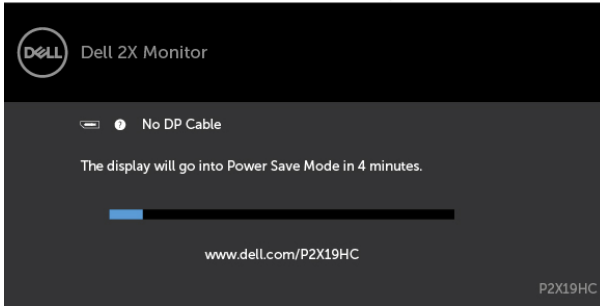 DELL
Dell 2X Monitor
? No DP Cable
The display will go into Power Save Mode in 4 minutes.
www.dell.com/P2X19HC
P2X19HC